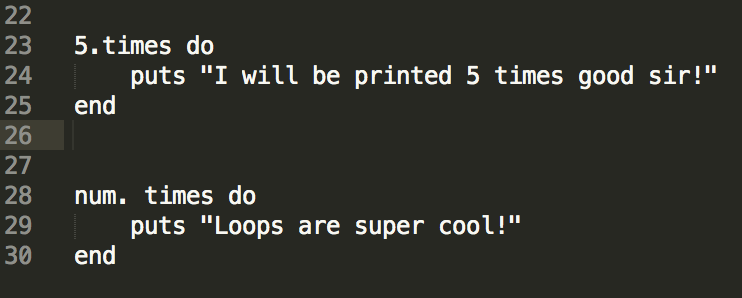 22
23 5.times do
24 puts "I will be printed 5 times good sir!"
25 end
26
27
28 num. times do
29 puts "Loops are super cool!"
30 end